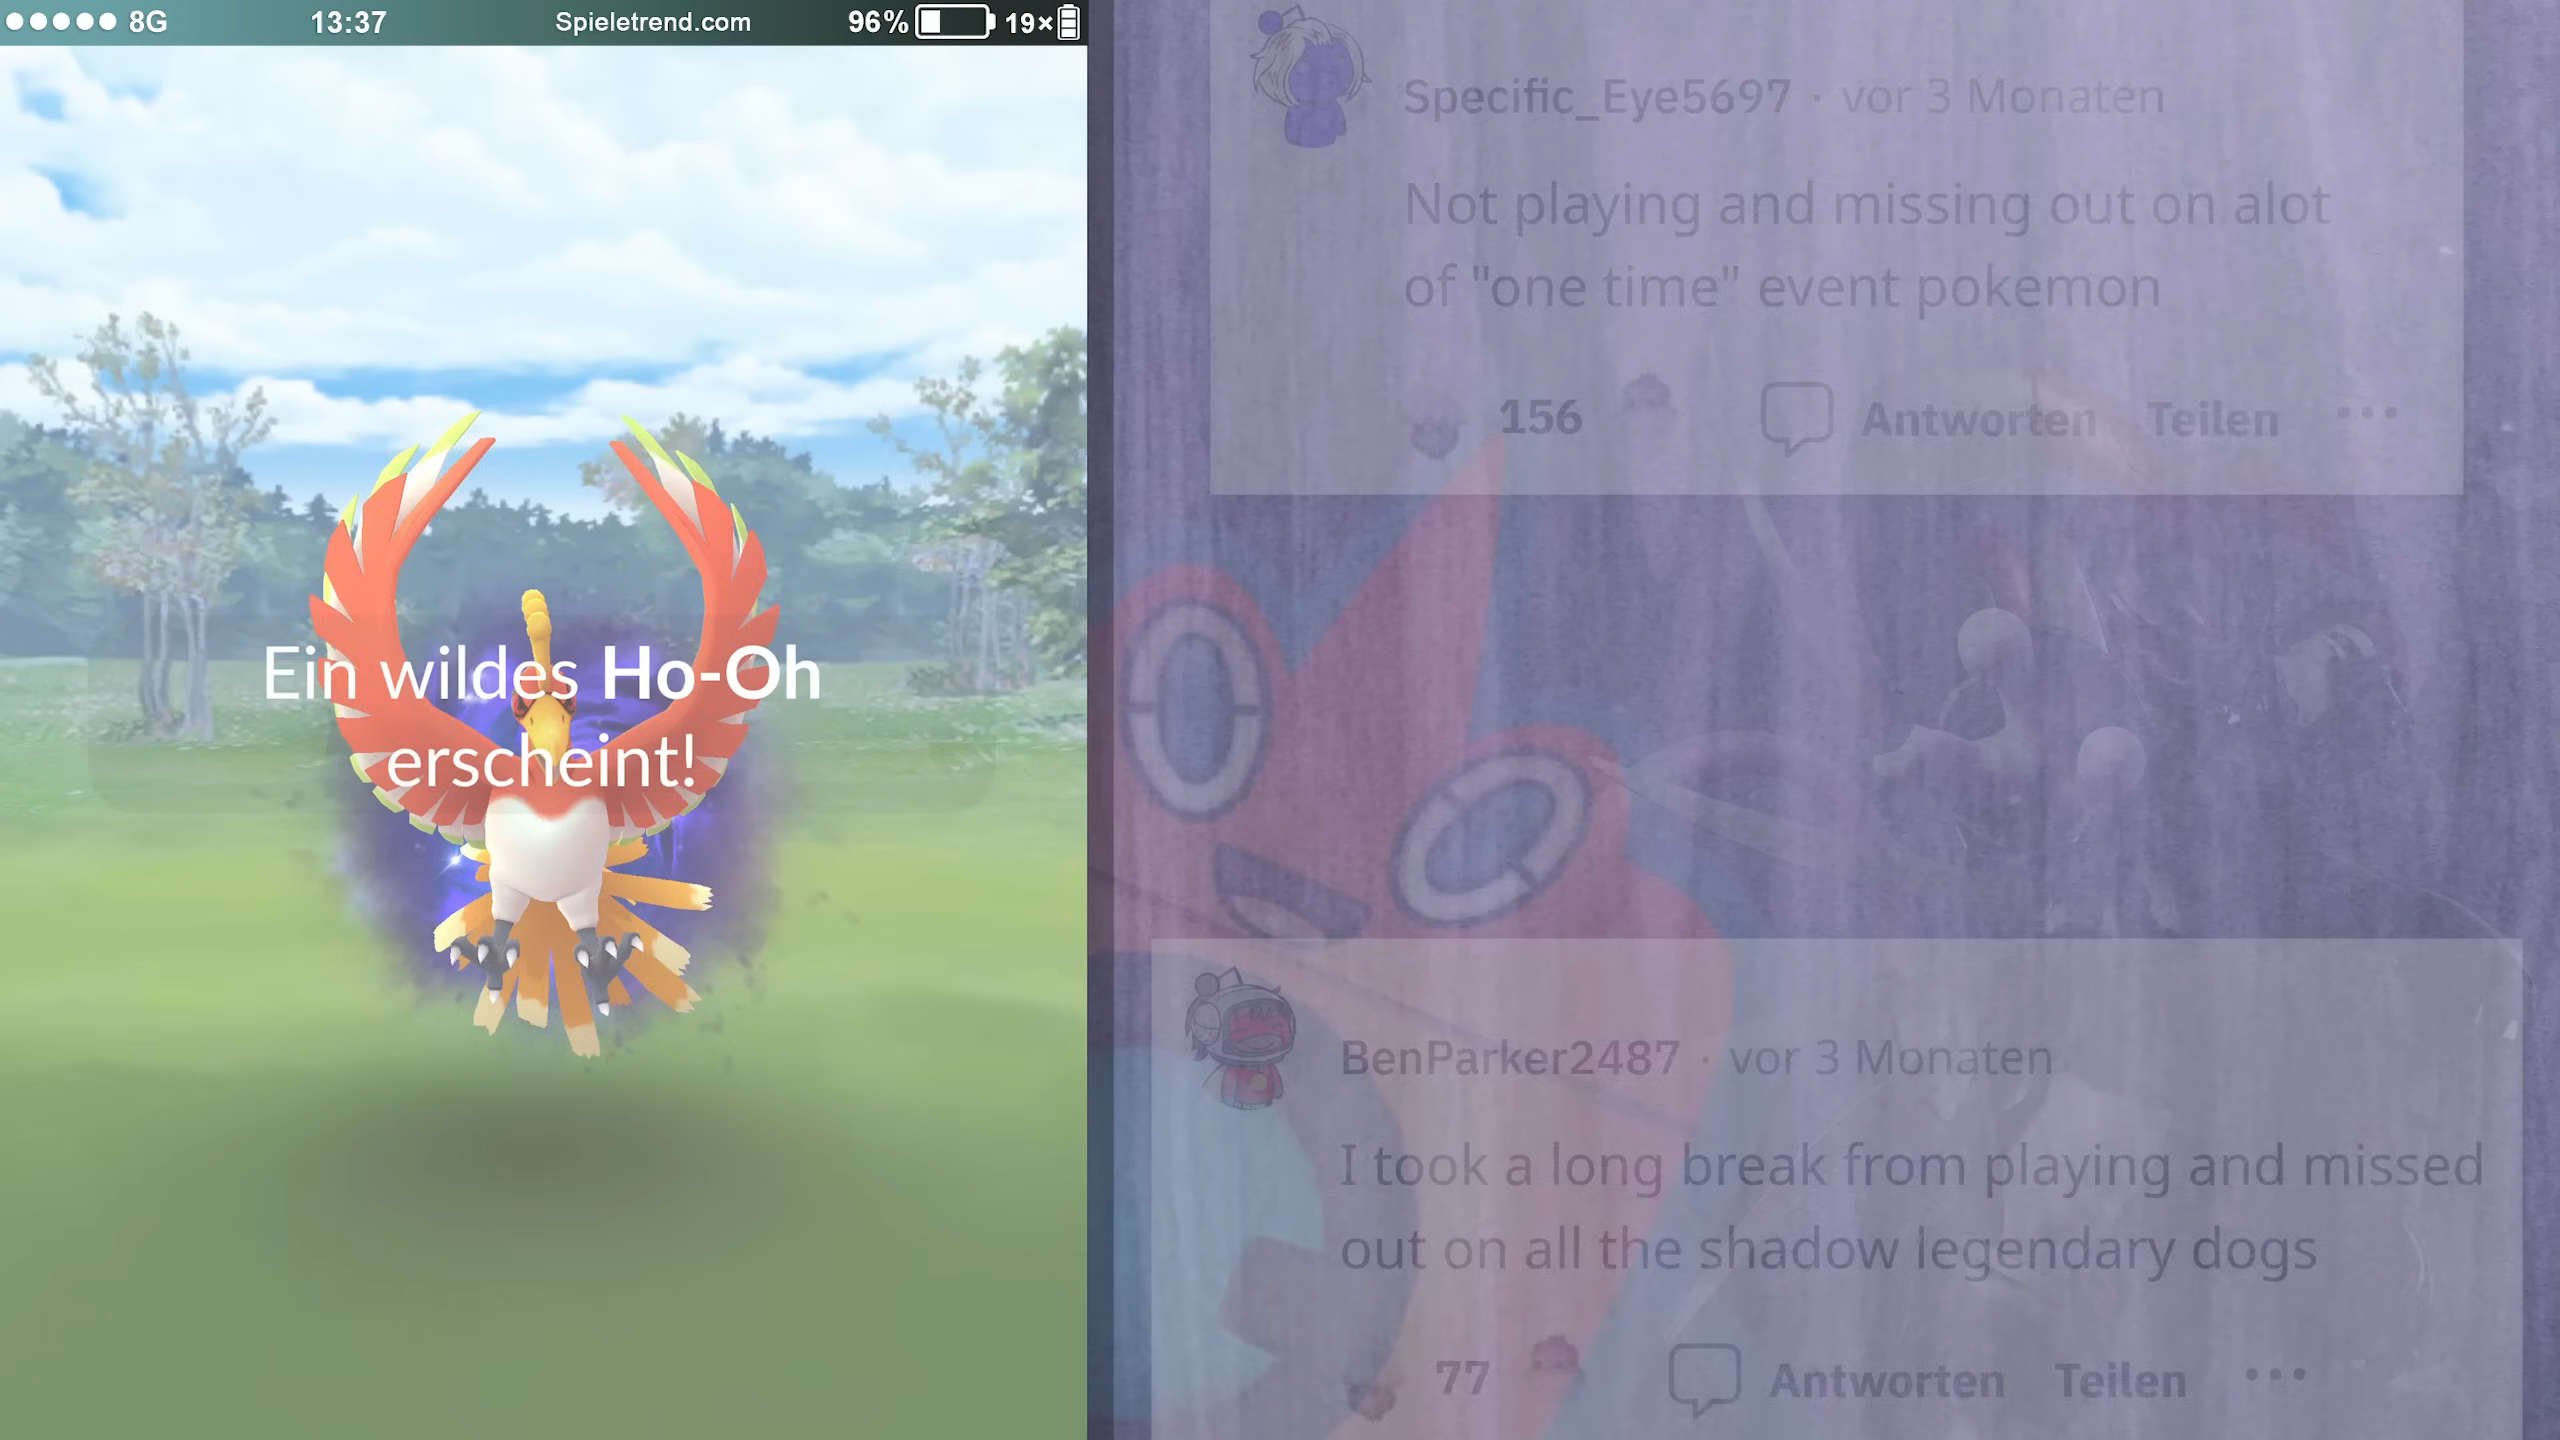 8G 13:37 Spieletrend.com 96% 19×
Ein wildes Ho-Oh
erscheint!
Specific_Eye5697 · vor 3 Monaten
Not playing and missing out on alot
of "one time" event pokemon
156 Antworten Teilen ...
BenParker2487 · vor 3 Monaten
I took a long break from playing and missed
out on all the shadow legendary dogs
77 Antworten Teilen ...